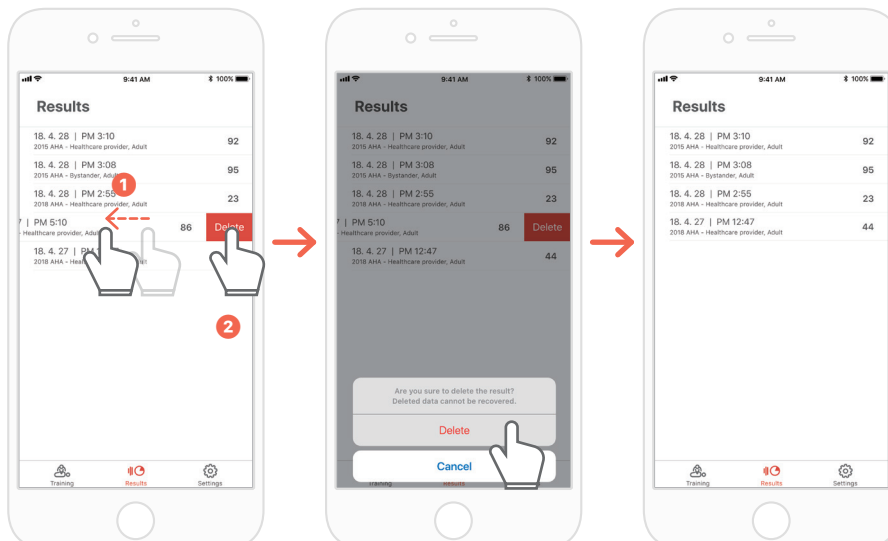 9:41 AM
100%
Results
18. 4. 28 | PM 3:10
2015 AHA - Healthcare provider, Adult
92
18. 4. 28 | PM 3:08
2015 AHA - Bystander, Adult
95
18. 4. 28 | PM 2:55
2018 AHA - Healthcare provider, Adult
23
1
7 | PM 5:10
- Healthcare provider, Adult
86
Delete
18. 4. 27 | PM
2018 AHA -
2
Training
Results
Settings
9:41 AM
100%
Results
18. 4. 28 | PM 3:10
2015 AHA - Healthcare provider, Adult
92
18. 4. 28 | PM 3:08
2015 AHA - Bystander, Adult
95
18. 4. 28 | PM 2:55
2018 AHA - Healthcare provider, Adult
23
7 | PM 5:10
- Healthcare provider, Adult
86
Delete
18. 4. 27 | PM 12:47
2018 AHA - Healthcare provider, Adult
44
Are you sure to delete the result?
Deleted data cannot be recovered.
Delete
Cancel
Training
Results
9:41 AM
100%
Results
18. 4. 28 | PM 3:10
2015 AHA - Healthcare provider, Adult
92
18. 4. 28 | PM 3:08
2015 AHA - Bystander, Adult
95
18. 4. 28 | PM 2:55
2018 AHA - Healthcare provider, Adult
23
18. 4. 27 | PM 12:47
2018 AHA - Healthcare provider, Adult
44
Training
Results
Settings